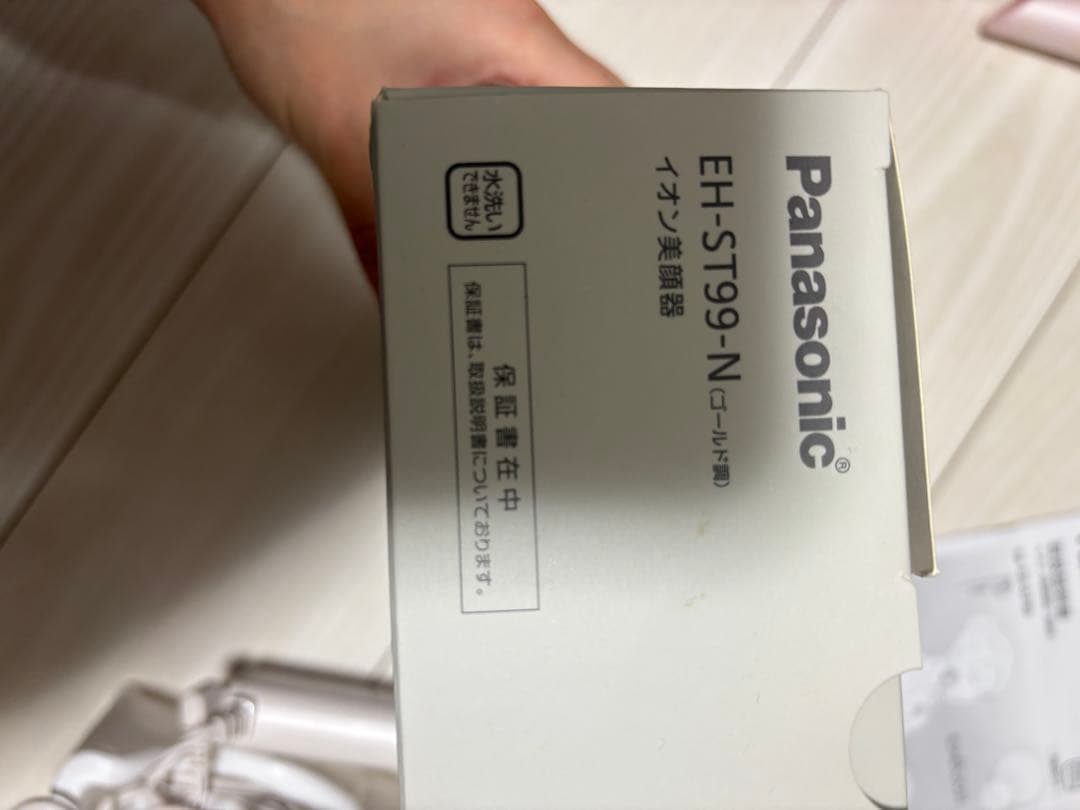 Panasonic®
EH-ST99-N(ゴールド調)
イオン美顔器
水洗い
できません
保証書在中
保証書は、取扱説明書についております。